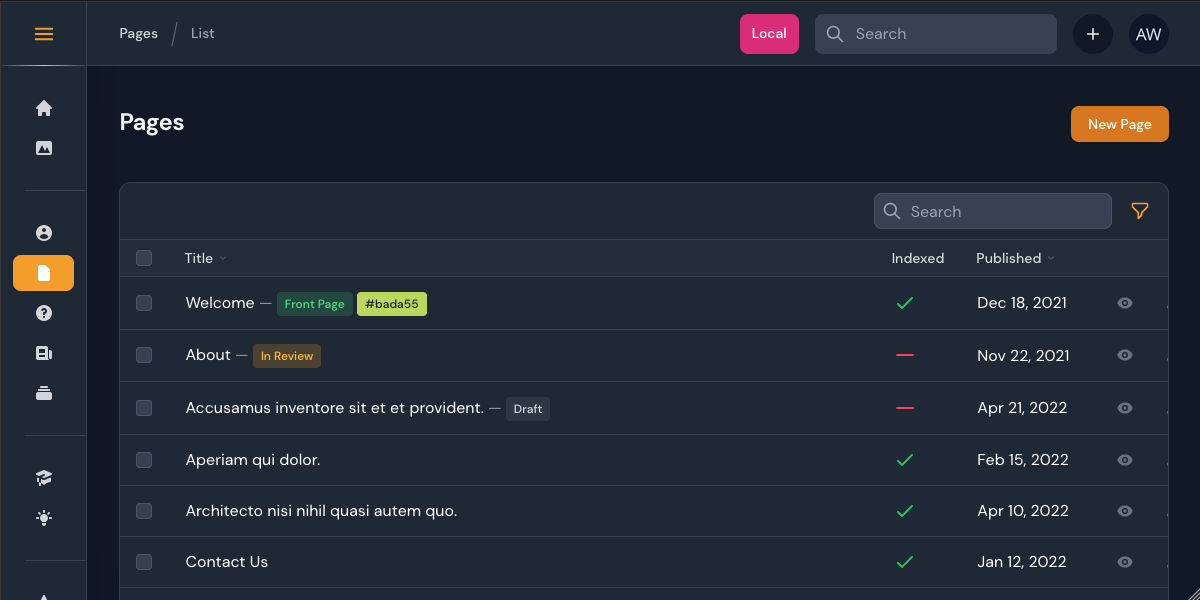 Pages / List
Local
Search
+
AW
Pages
New Page
Search
Title Indexed Published
Welcome — Front Page #bada55 Dec 18, 2021
About — In Review Nov 22, 2021
Accusamus inventore sit et et provident. — Draft Apr 21, 2022
Aperiam qui dolor. Feb 15, 2022
Architecto nisi nihil quasi autem quo. Apr 10, 2022
Contact Us Jan 12, 2022